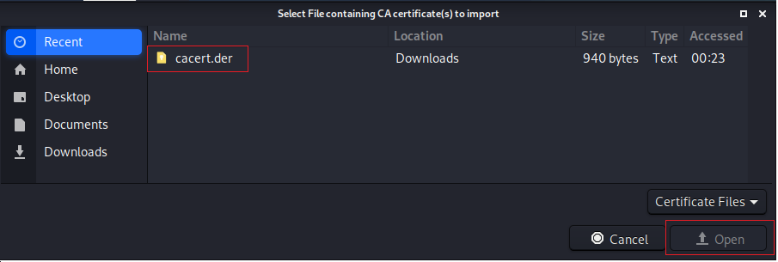 Select File containing CA certificate(s) to import
Recent
Home
Desktop
Documents
Downloads
Name Location Size Type Accessed
cacert.der Downloads 940 bytes Text 00:23
Certificate Files
Cancel Open